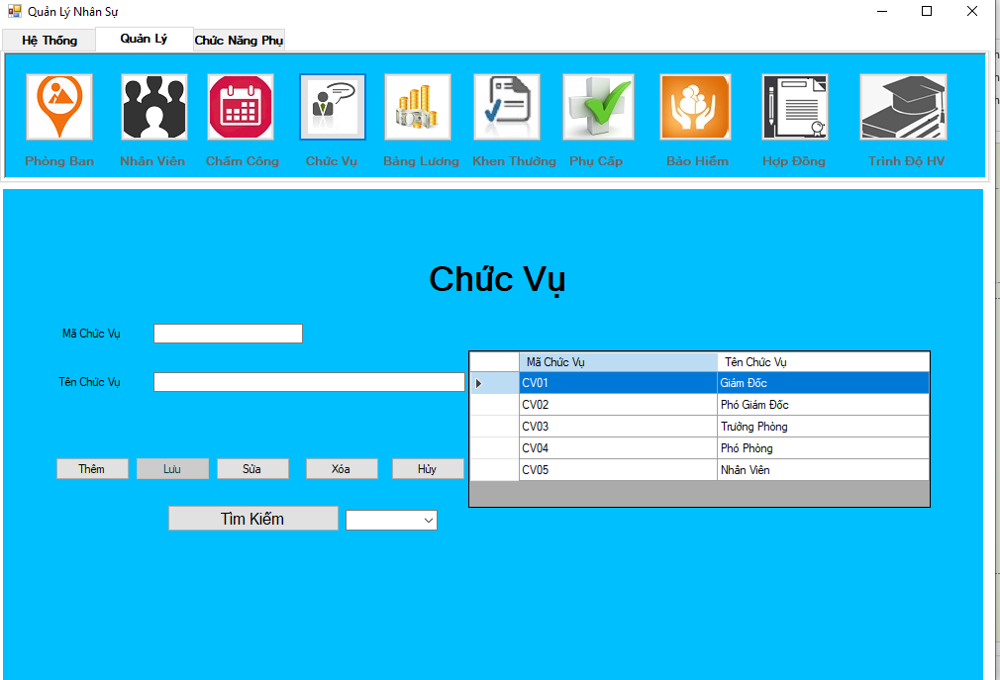 Quản Lý Nhân Sự
Hệ Thống Quản Lý Chức Năng Phụ
Phòng Ban Nhân Viên Chấm Công Chức Vụ Bảng Lương Khen Thưởng Phụ Cấp Bảo Hiểm Hợp Đồng Trình Độ HV
Chức Vụ
Mã Chức Vụ
Tên Chức Vụ
Mã Chức Vụ Tên Chức Vụ
CV01 Giám Đốc
CV02 Phó Giám Đốc
CV03 Trưởng Phòng
CV04 Phó Phòng
CV05 Nhân Viên
Thêm Lưu Sửa Xóa Hủy
Tìm Kiếm